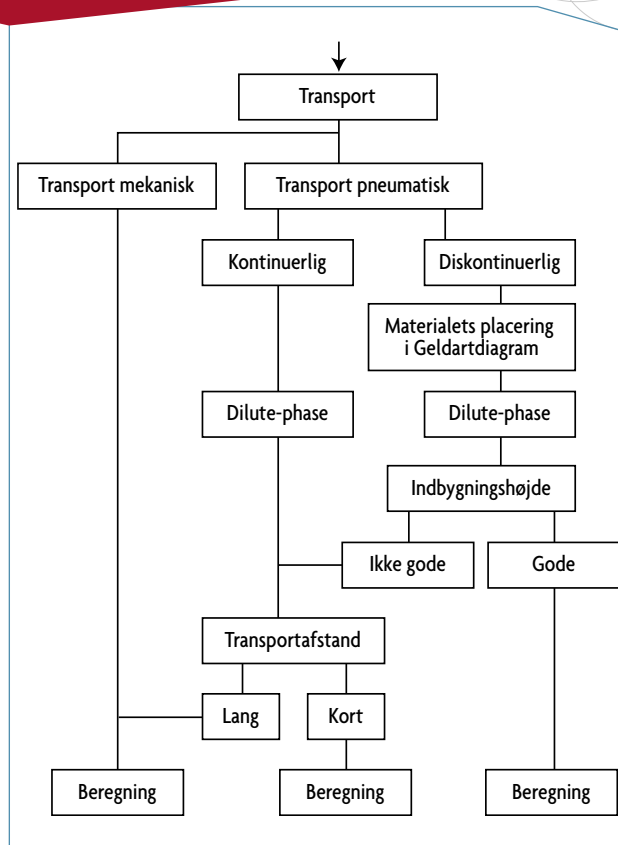 Transport
Transport mekanisk
Transport pneumatisk
Kontinuerlig
Diskontinuerlig
Materialets placering
i Geldartdiagram
Dilute-phase
Dilute-phase
Indbygningshøjde
Ikke gode
Gode
Transportafstand
Lang
Kort
Beregning
Beregning
Beregning